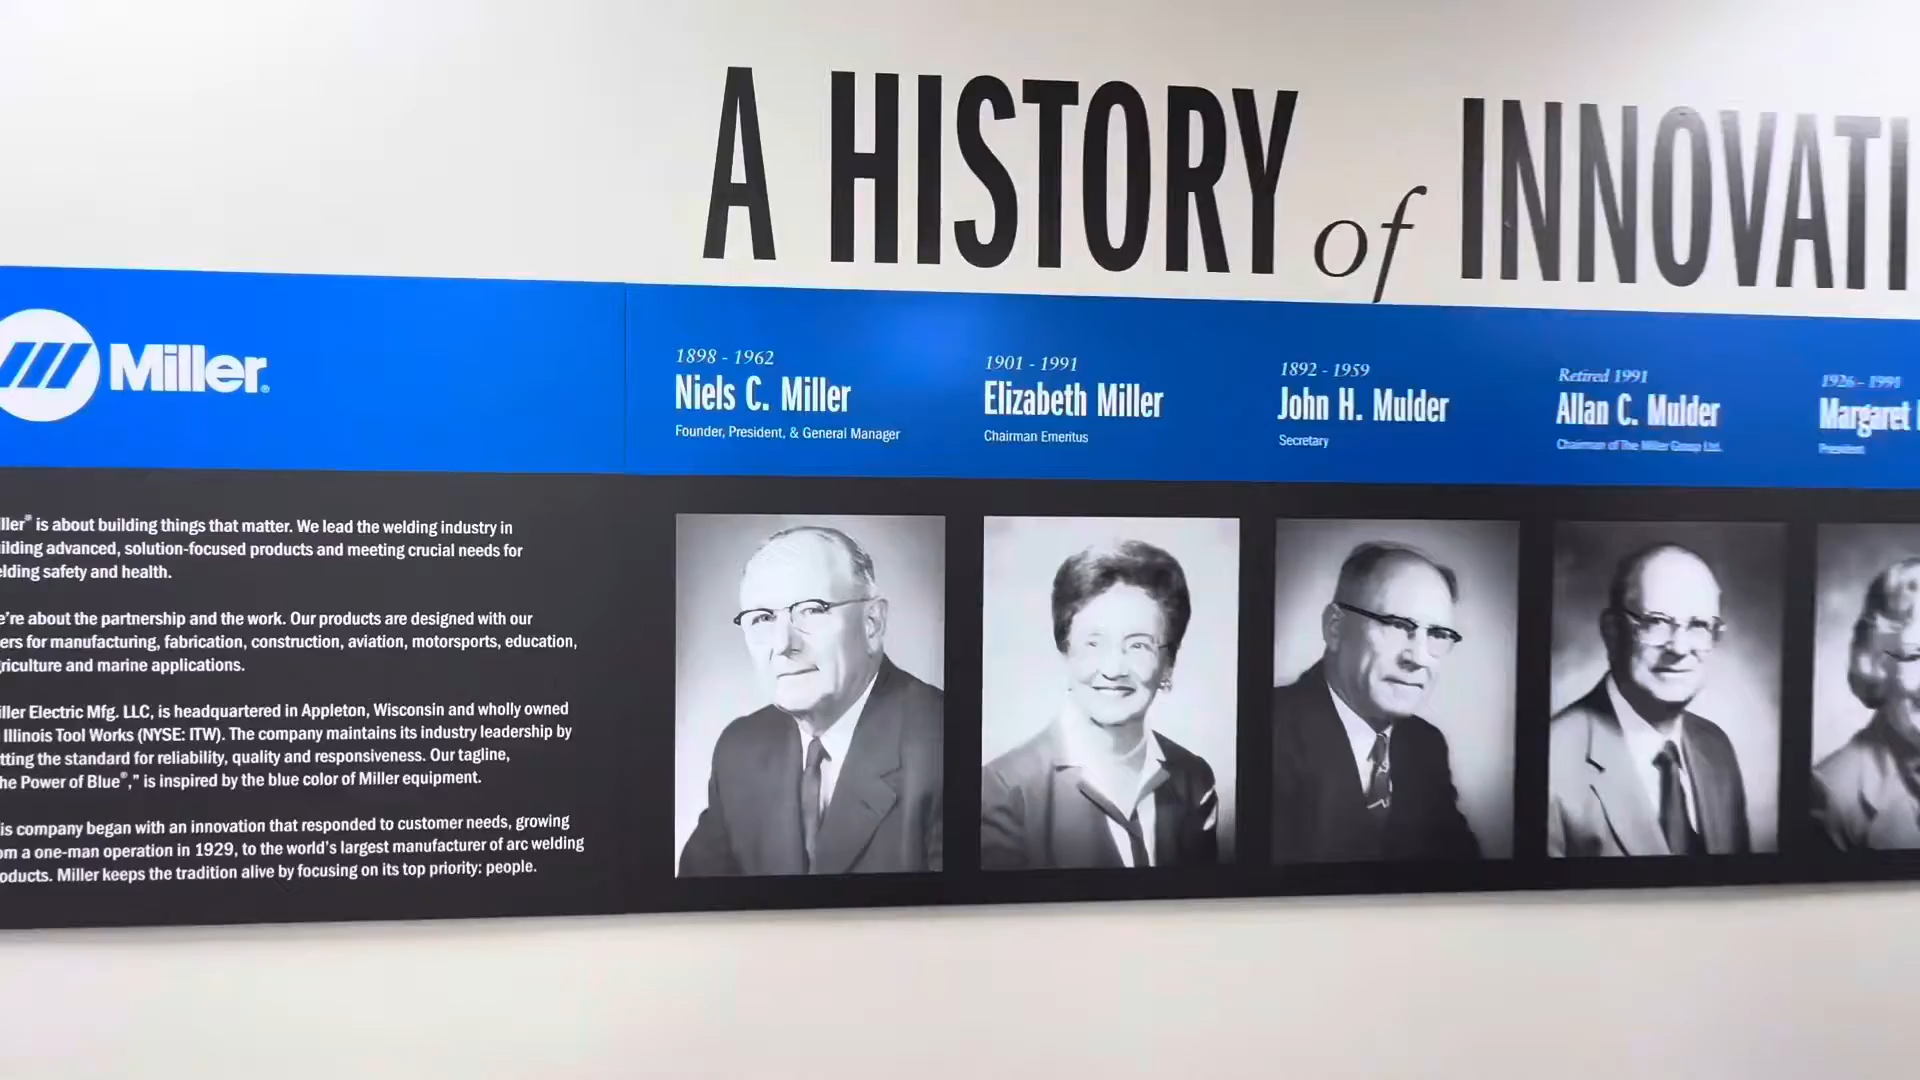 A HISTORY of INNOVATI
Miller®
1898 - 1962
Niels C. Miller
Founder, President, & General Manager
1901 - 1991
Elizabeth Miller
Chairman Emeritus
1892 - 1959
John H. Mulder
Secretary
Retired 1991
Allan C. Mulder
Chairman of The Miller Group Ltd.
1926 - 1991
Margaret
President
ller® is about building things that matter. We lead the welding industry in
ilding advanced, solution-focused products and meeting crucial needs for
elding safety and health.
e're about the partnership and the work. Our products are designed with our
ers for manufacturing, fabrication, construction, aviation, motorsports, education,
riculture and marine applications.
ller Electric Mfg. LLC, is headquartered in Appleton, Wisconsin and wholly owned
Illinois Tool Works (NYSE: ITW). The company maintains its industry leadership by
tting the standard for reliability, quality and responsiveness. Our tagline,
he Power of Blue®," is inspired by the blue color of Miller equipment.
is company began with an innovation that responded to customer needs, growing
om a one-man operation in 1929, to the world's largest manufacturer of arc welding
oducts. Miller keeps the tradition alive by focusing on its top priority: people.